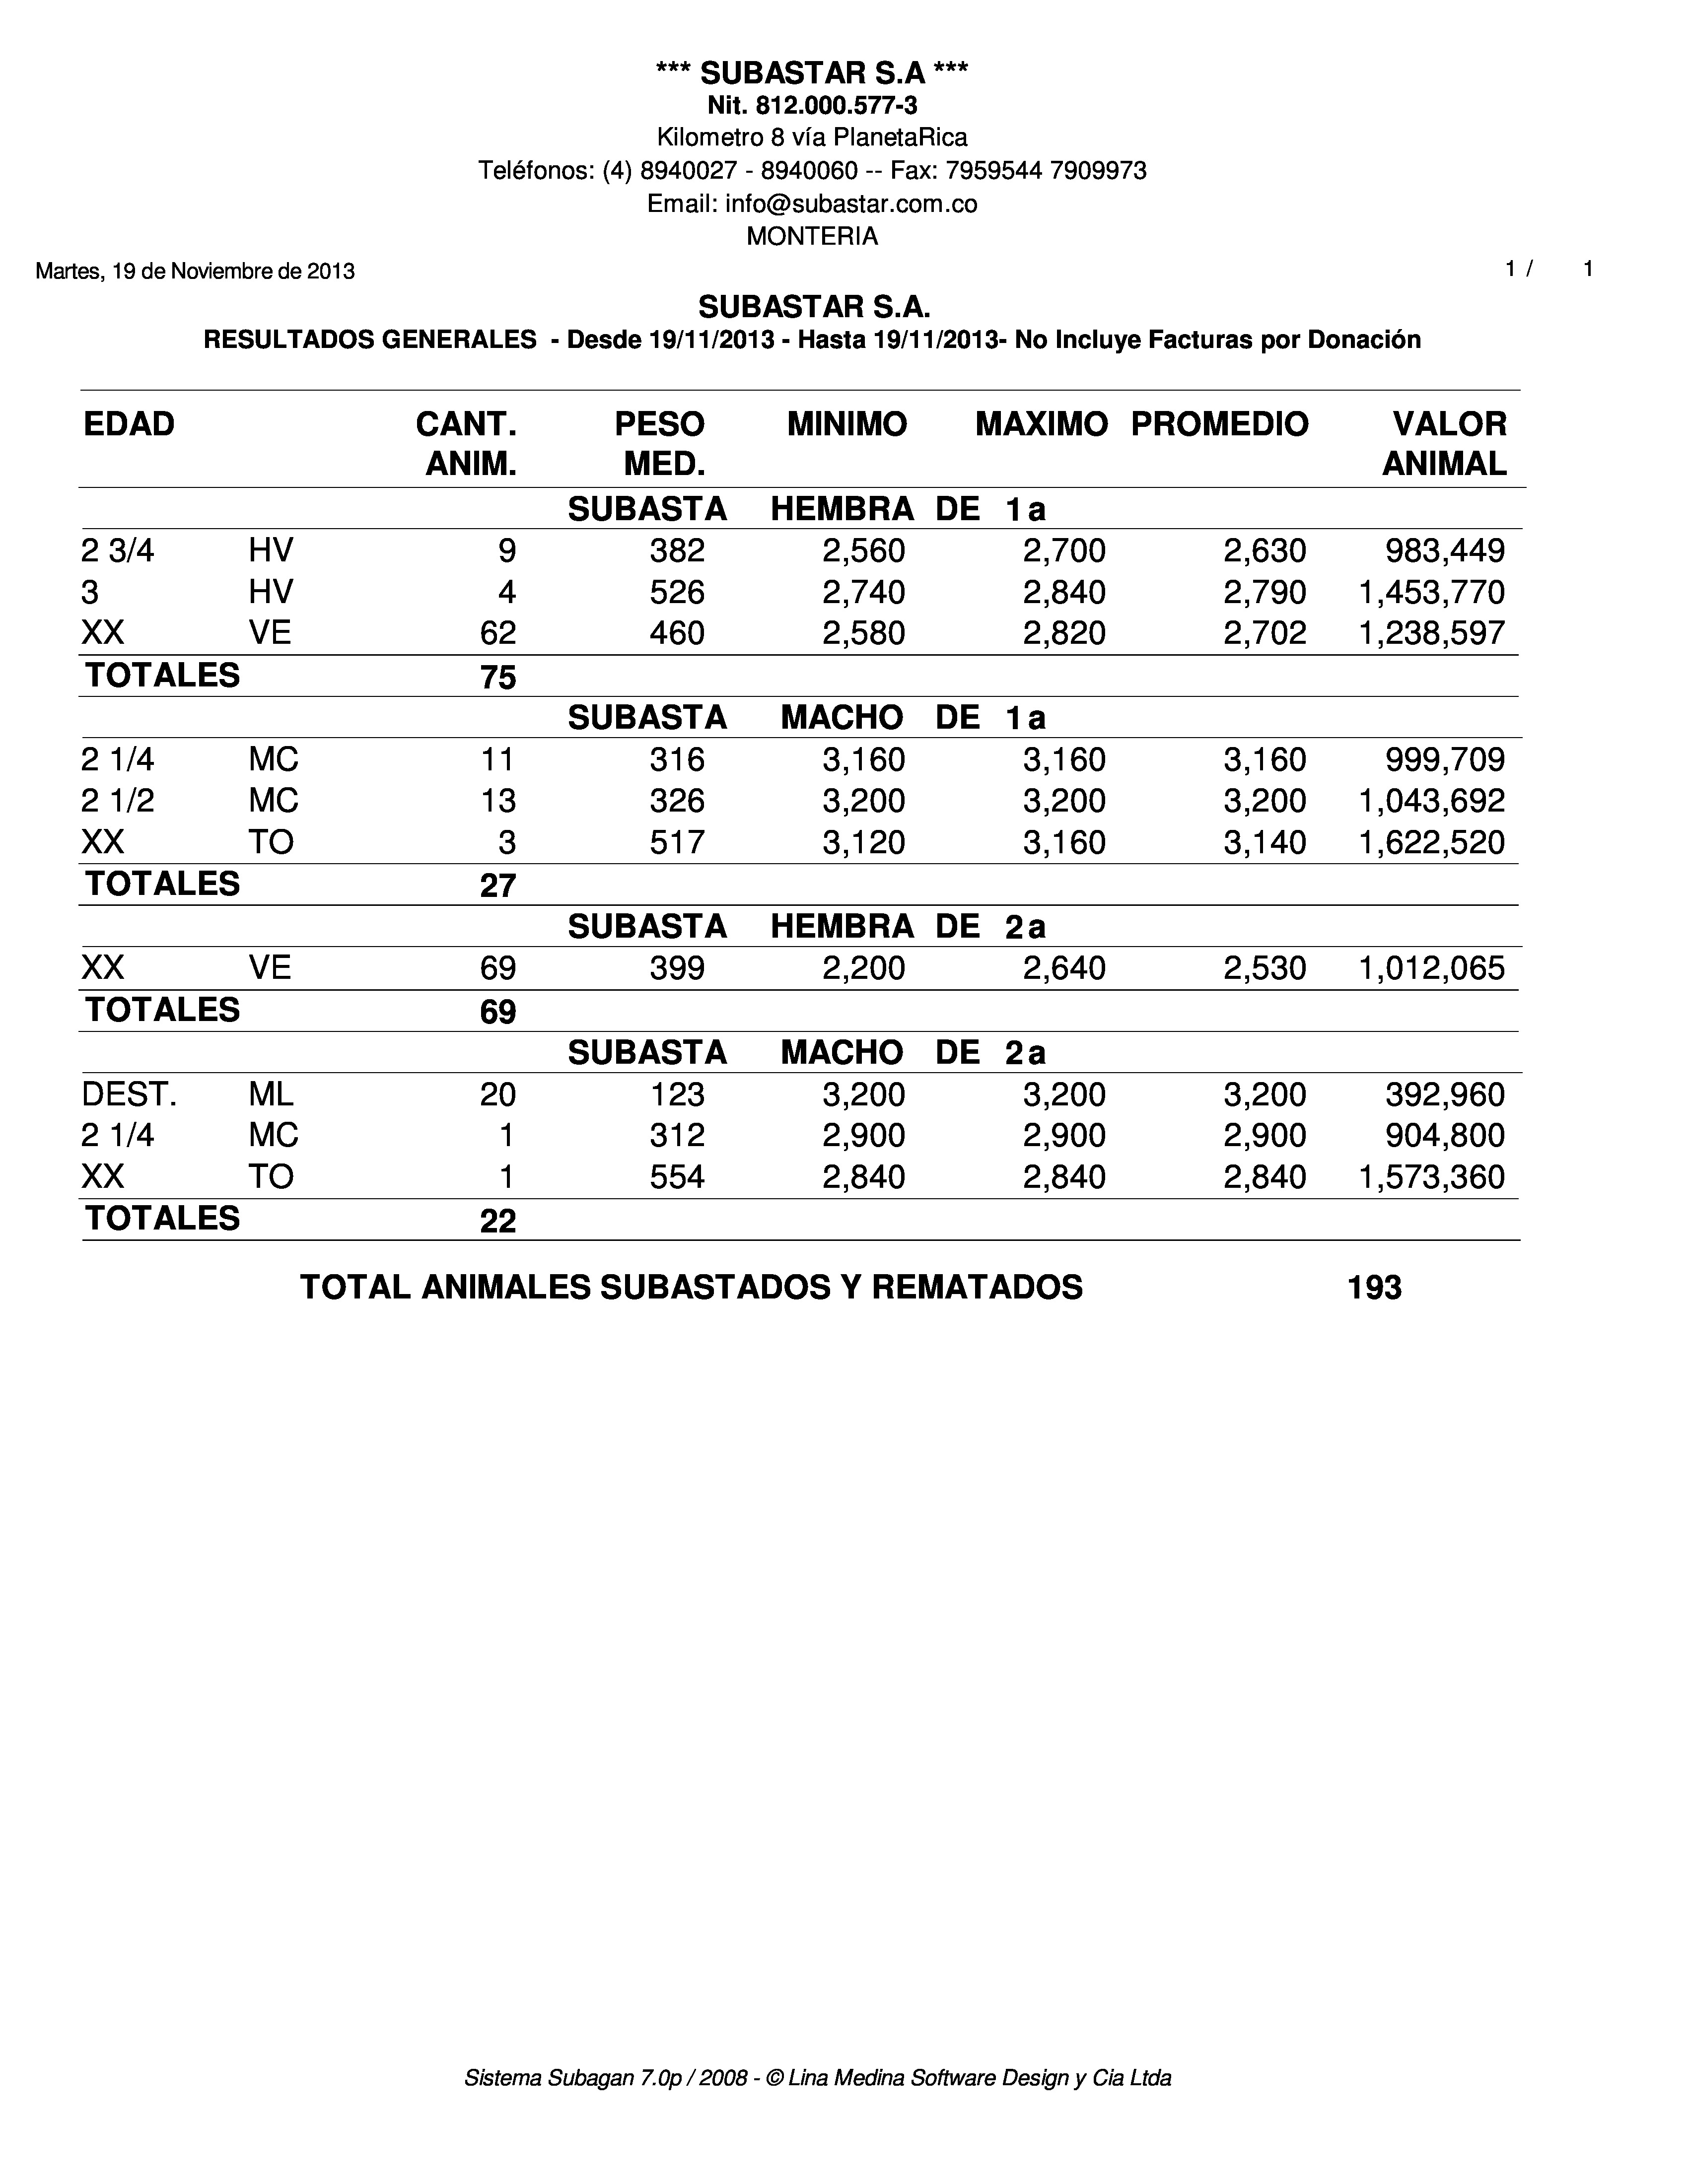 *** SUBASTAR S.A ***
Nit. 812.000.577-3
Kilometro 8 vía PlanetaRica
Teléfonos: (4) 8940027 - 8940060 -- Fax: 7959544 7909973
Email: info@subastar.com.co
MONTERIA
Martes, 19 de Noviembre de 2013 1 / 1
SUBASTAR S.A.
RESULTADOS GENERALES - Desde 19/11/2013 - Hasta 19/11/2013- No Incluye Facturas por Donación
EDAD CANT. PESO MINIMO MAXIMO PROMEDIO VALOR
ANIM. MED. ANIMAL
SUBASTA HEMBRA DE 1a
2 3/4 HV 9 382 2,560 2,700 2,630 983,449
3 HV 4 526 2,740 2,840 2,790 1,453,770
XX VE 62 460 2,580 2,820 2,702 1,238,597
TOTALES 75
SUBASTA MACHO DE 1a
2 1/4 MC 11 316 3,160 3,160 3,160 999,709
2 1/2 MC 13 326 3,200 3,200 3,200 1,043,692
XX TO 3 517 3,120 3,160 3,140 1,622,520
TOTALES 27
SUBASTA HEMBRA DE 2a
XX VE 69 399 2,200 2,640 2,530 1,012,065
TOTALES 69
SUBASTA MACHO DE 2a
DEST. ML 20 123 3,200 3,200 3,200 392,960
2 1/4 MC 1 312 2,900 2,900 2,900 904,800
XX TO 1 554 2,840 2,840 2,840 1,573,360
TOTALES 22
TOTAL ANIMALES SUBASTADOS Y REMATADOS 193
Sistema Subagan 7.0p / 2008 - © Lina Medina Software Design y Cia Ltda